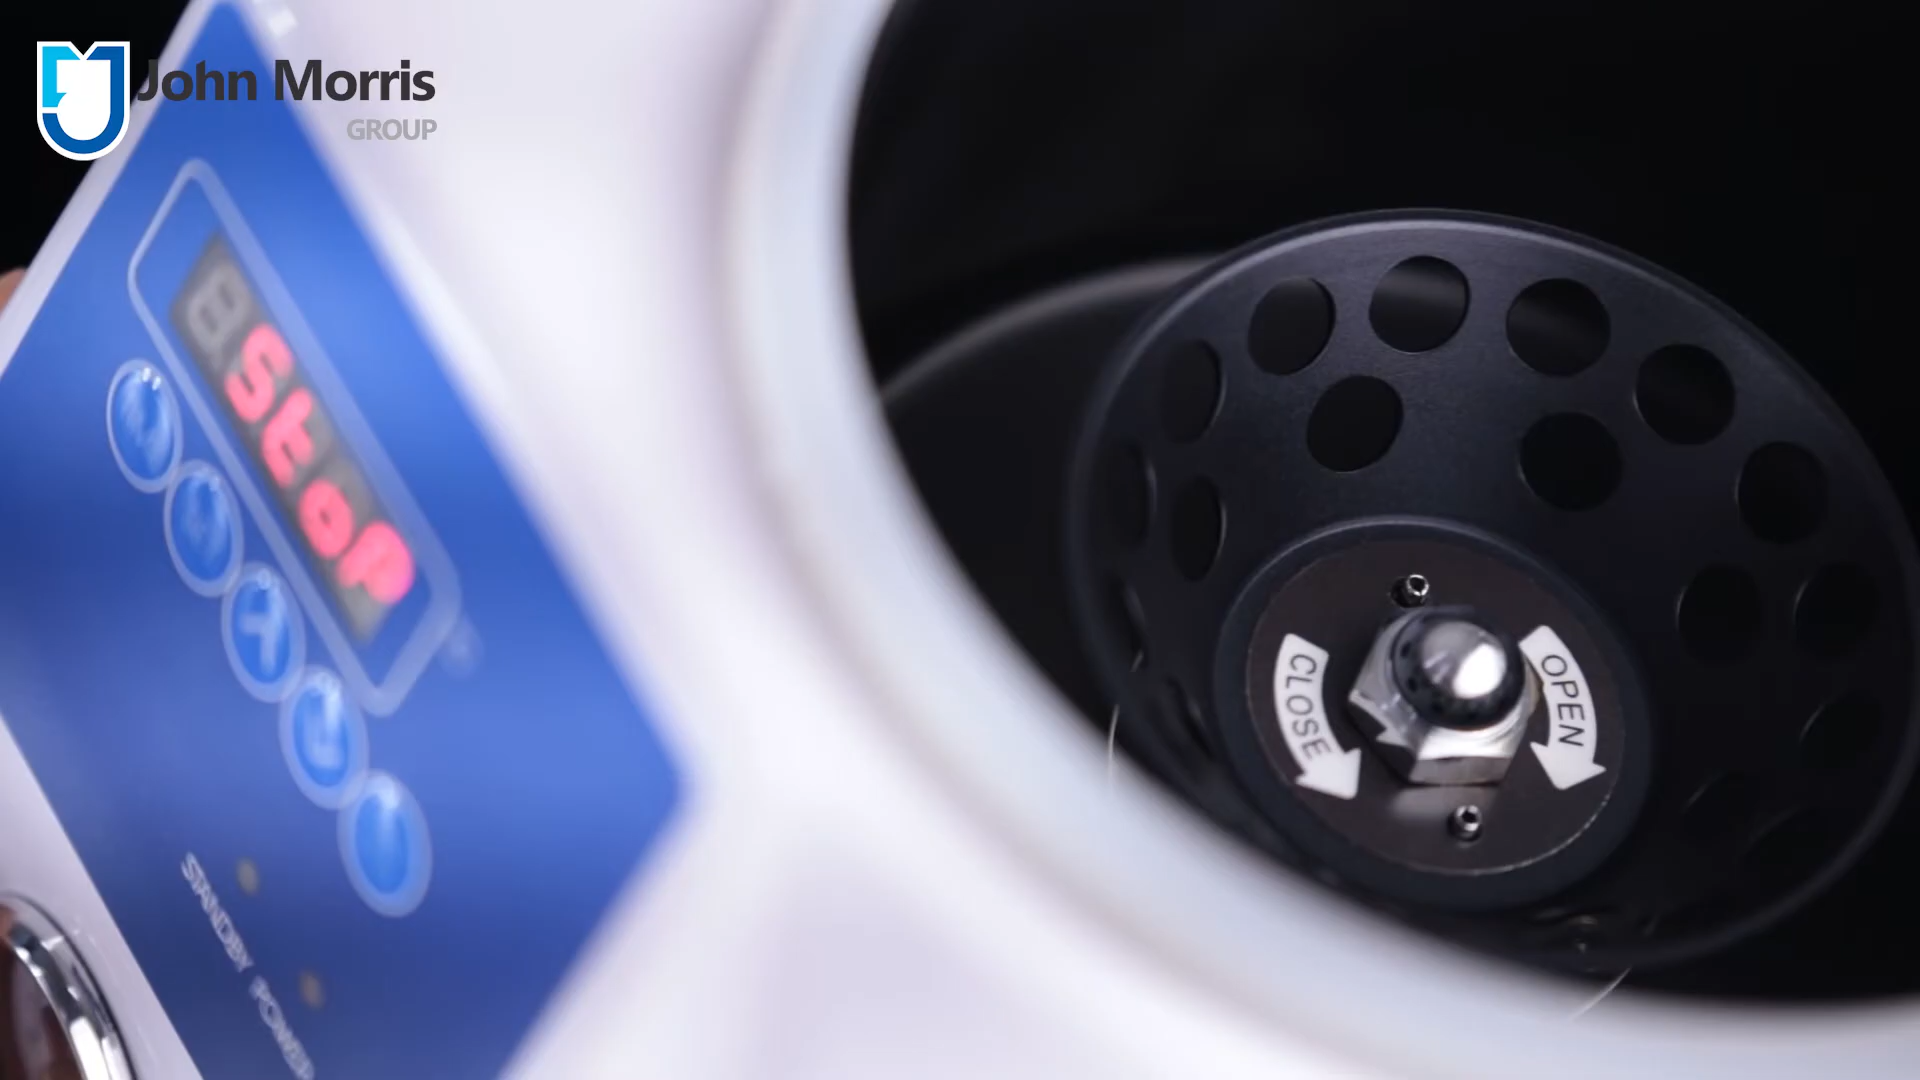 John Morris
GROUP
Stop
CLOSE
OPEN
STANDBY
POWER